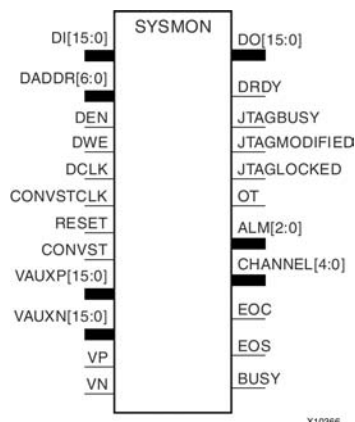 SYSMON
DI[15:0]
DADDR[6:0]
DEN
DWE
DCLK
CONVSTCLK
RESET
CONVST
VAUXP[15:0]
VAUXN[15:0]
VP
VN
DO[15:0]
DRDY
JTAGBUSY
JTAGMODIFIED
JTAGLOCKED
OT
ALM[2:0]
CHANNEL[4:0]
EOC
EOS
BUSY